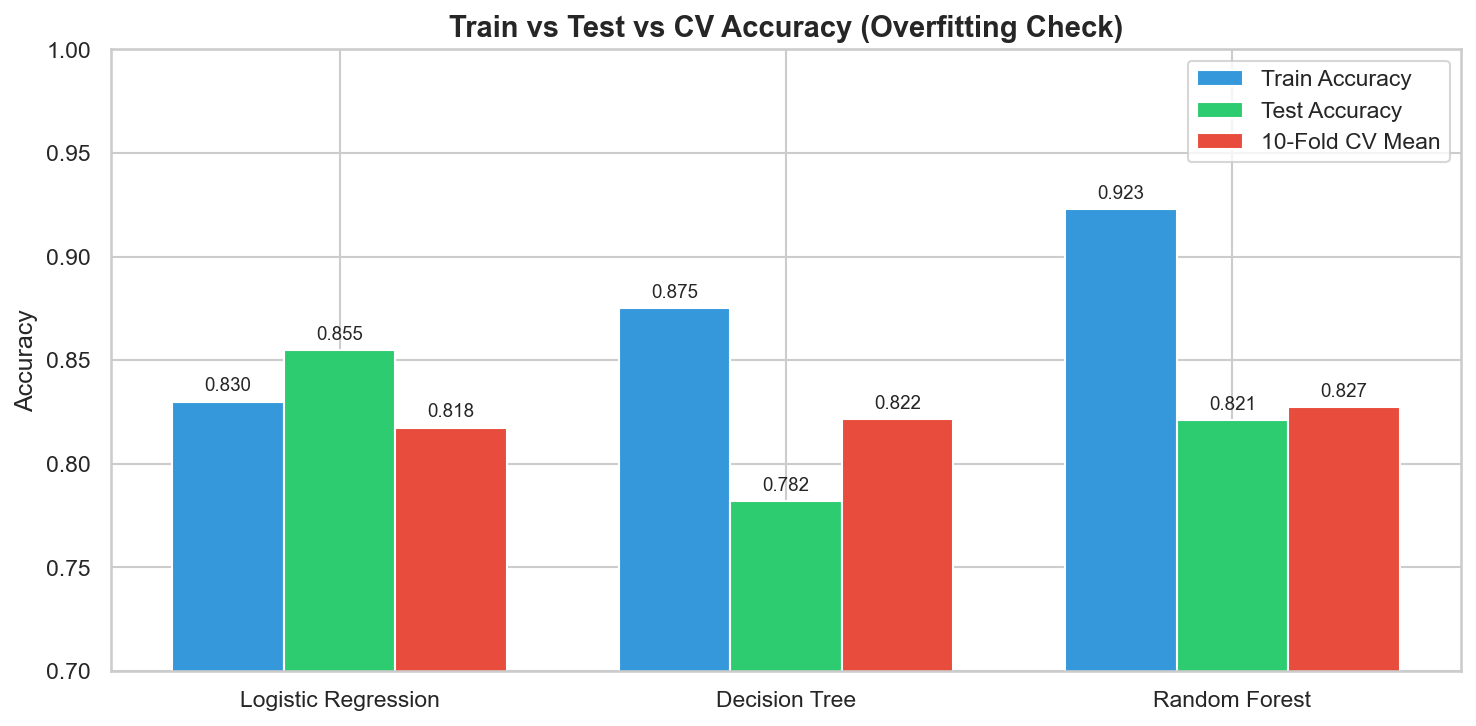 Train vs Test vs CV Accuracy (Overfitting Check)
1.00
0.95
0.90
0.85
0.80
0.75
0.70
Accuracy
Train Accuracy
Test Accuracy
10-Fold CV Mean
0.830
0.855
0.818
0.875
0.782
0.822
0.923
0.821
0.827
Logistic Regression
Decision Tree
Random Forest